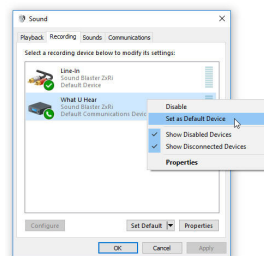 Sound
Playback Recording Sounds Communications
Select a recording device below to modify its settings:
Line-In
Sound Blaster ZxRi
Default Device
What U Hear
Sound Blaster ZxRi
Default Communications Device
Disable
Set as Default Device
Show Disabled Devices
Show Disconnected Devices
Properties
Configure Set Default Properties
OK Cancel Apply